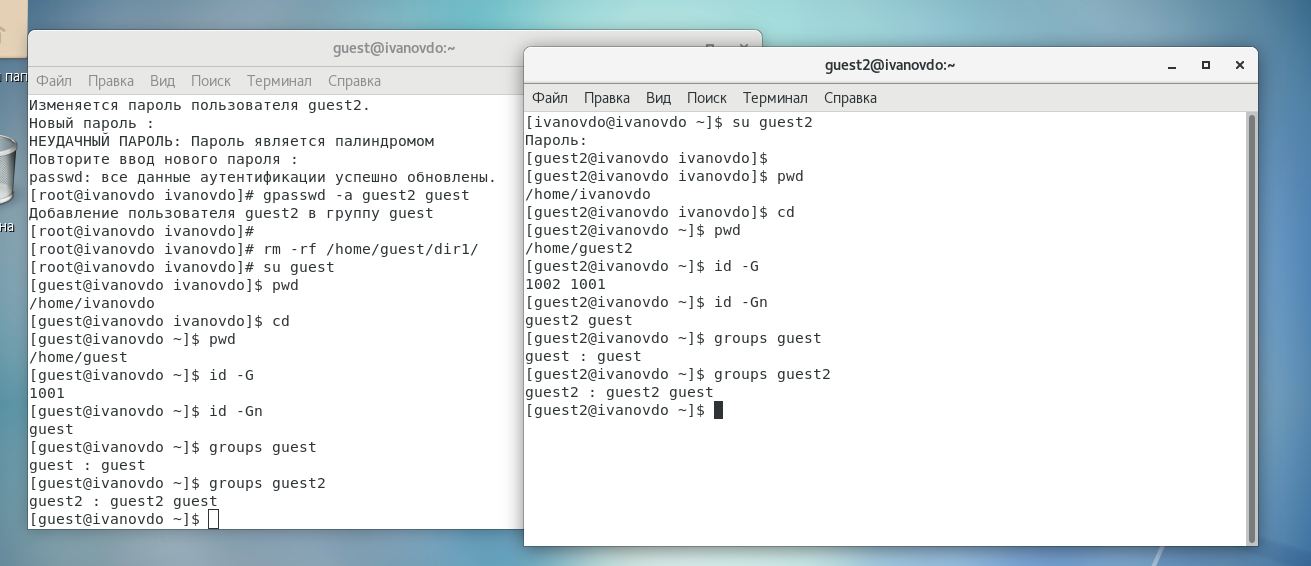 пап
на
guest@ivanovdo:~
Файл Правка Вид Поиск Терминал Справка
Изменяется пароль пользователя guest2.
Новый пароль :
НЕУДАЧНЫЙ ПАРОЛЬ: Пароль является палиндромом
Повторите ввод нового пароля :
passwd: все данные аутентификации успешно обновлены.
[root@ivanovdo ivanovdo]# gpasswd -a guest2 guest
Добавление пользователя guest2 в группу guest
[root@ivanovdo ivanovdo]#
[root@ivanovdo ivanovdo]# rm -rf /home/guest/dir1/
[root@ivanovdo ivanovdo]# su guest
[guest@ivanovdo ivanovdo]$ pwd
/home/ivanovdo
[guest@ivanovdo ivanovdo]$ cd
[guest@ivanovdo ~]$ pwd
/home/guest
[guest@ivanovdo ~]$ id -G
1001
[guest@ivanovdo ~]$ id -Gn
guest
[guest@ivanovdo ~]$ groups guest
guest : guest
[guest@ivanovdo ~]$ groups guest2
guest2 : guest2 guest
[guest@ivanovdo ~]$
guest2@ivanovdo:~
Файл Правка Вид Поиск Терминал Справка
[ivanovdo@ivanovdo ~]$ su guest2
Пароль:
[guest2@ivanovdo ivanovdo]$
[guest2@ivanovdo ivanovdo]$ pwd
/home/ivanovdo
[guest2@ivanovdo ivanovdo]$ cd
[guest2@ivanovdo ~]$ pwd
/home/guest2
[guest2@ivanovdo ~]$ id -G
1002 1001
[guest2@ivanovdo ~]$ id -Gn
guest2 guest
[guest2@ivanovdo ~]$ groups guest
guest : guest
[guest2@ivanovdo ~]$ groups guest2
guest2 : guest2 guest
[guest2@ivanovdo ~]$